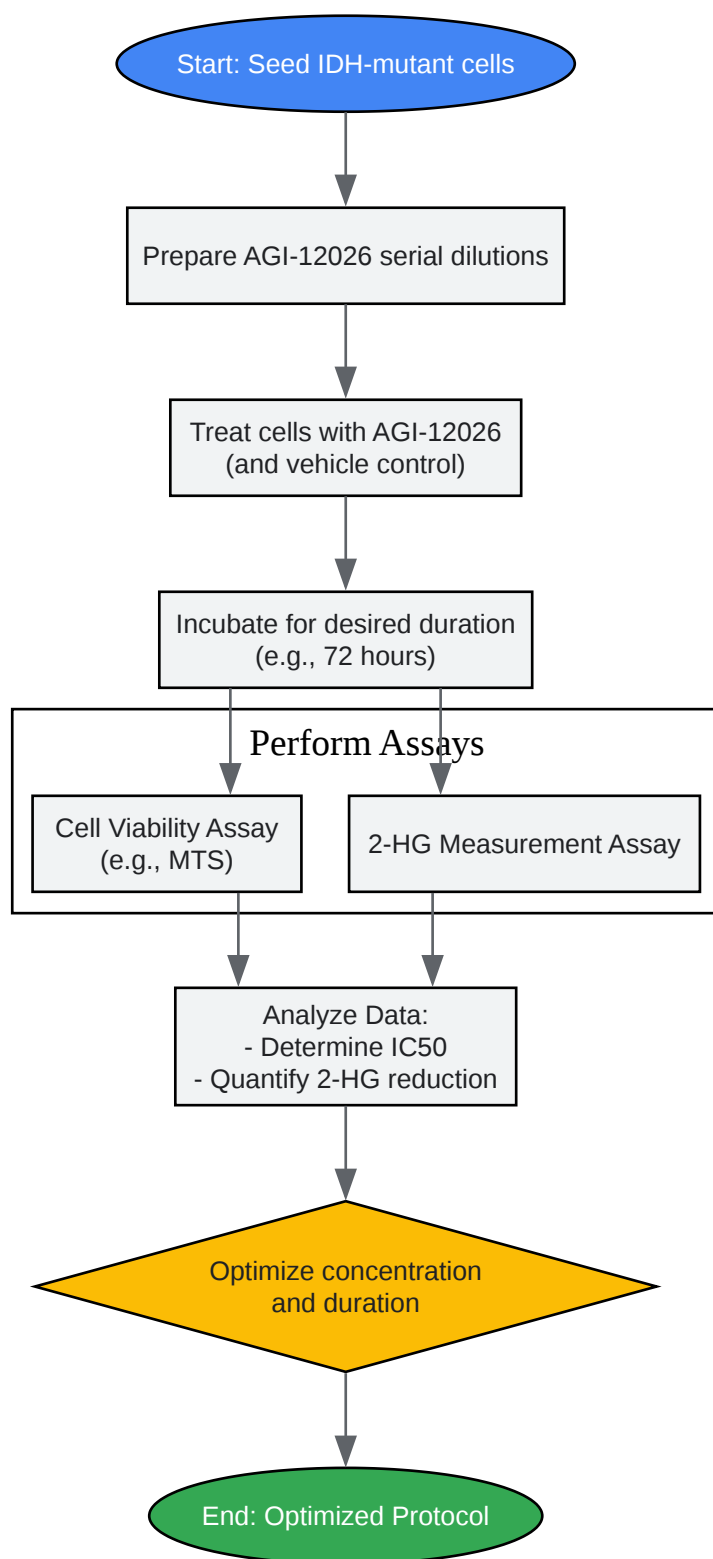 Start: Seed IDH-mutant cells
Prepare AGI-12026 serial dilutions
Treat cells with AGI-12026
(and vehicle control)
Incubate for desired duration
(e.g., 72 hours)
Perform Assays
Cell Viability Assay
(e.g., MTS)
2-HG Measurement Assay
Analyze Data:
- Determine IC50
- Quantify 2-HG reduction
Optimize concentration
and duration
End: Optimized Protocol